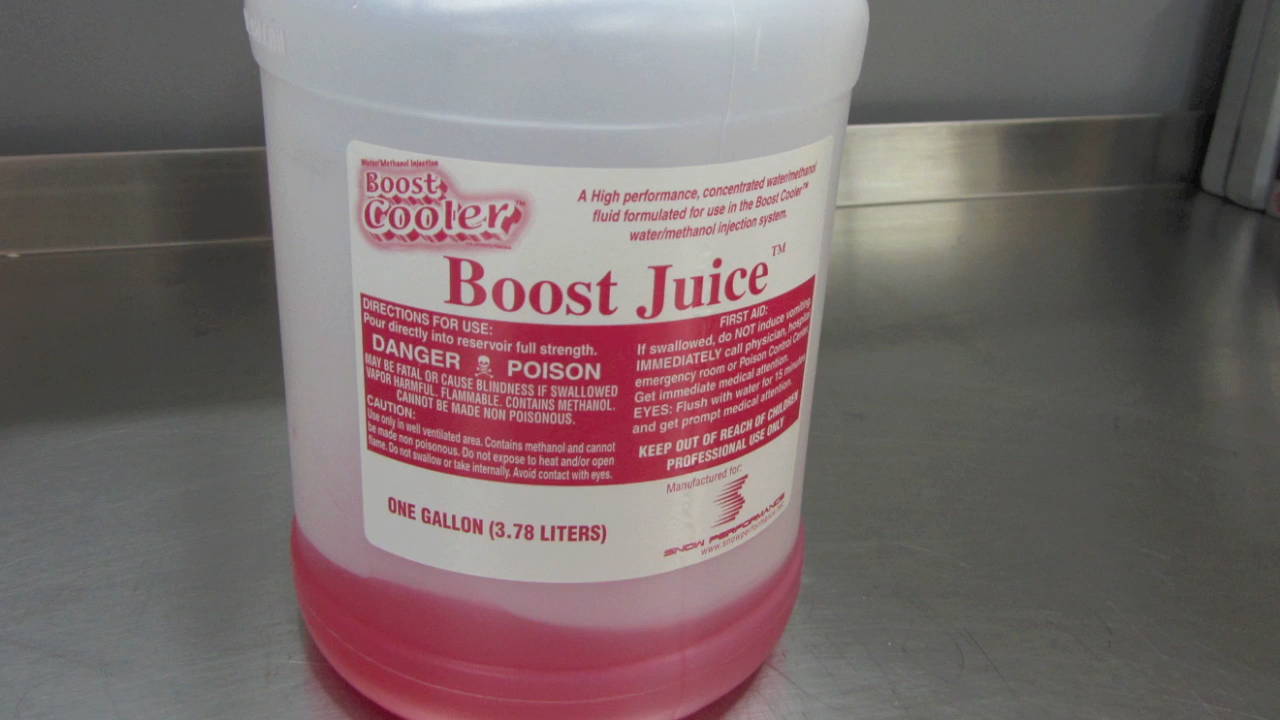 Water/Methanol Injection
Boost
Cooler™
A High performance, concentrated water/methanol
fluid formulated for use in the Boost Cooler™
water/methanol injection system.
Boost Juice™
DIRECTIONS FOR USE:
Pour directly into reservoir full strength.
DANGER POISON
MAY BE FATAL OR CAUSE BLINDNESS IF SWALLOWED
VAPOR HARMFUL. FLAMMABLE. CONTAINS METHANOL.
CANNOT BE MADE NON POISONOUS.
CAUTION:
Use only in well ventilated area. Contains methanol and cannot
be made non poisonous. Do not expose to heat and/or open
flame. Do not swallow or take internally. Avoid contact with eyes.
FIRST AID:
If swallowed, do NOT induce vomiting.
IMMEDIATELY call physician, hospital
emergency room or Poison Control Center.
Get immediate medical attention.
EYES: Flush with water for 15 minutes
and get prompt medical attention.
KEEP OUT OF REACH OF CHILDREN
PROFESSIONAL USE ONLY
ONE GALLON (3.78 LITERS)
Manufactured for:
SNOW PERFORMANCE
www.snowperformance.net